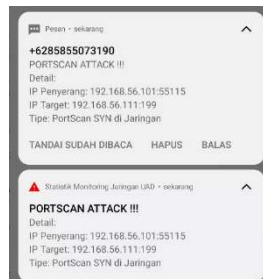 Pesan • sekarang
+6285855073190
PORTSCAN ATTACK !!!
Detail:
IP Penyerang: 192.168.56.101:55115
IP Target: 192.168.56.111:199
Tipe: PortScan SYN di Jaringan
TANDAI SUDAH DIBACA HAPUS BALAS
Statistik Monitoring Jaringan UAD • sekarang
PORTSCAN ATTACK !!!
Detail:
IP Penyerang: 192.168.56.101:55115
IP Target: 192.168.56.111:199
Tipe: PortScan SYN di Jaringan